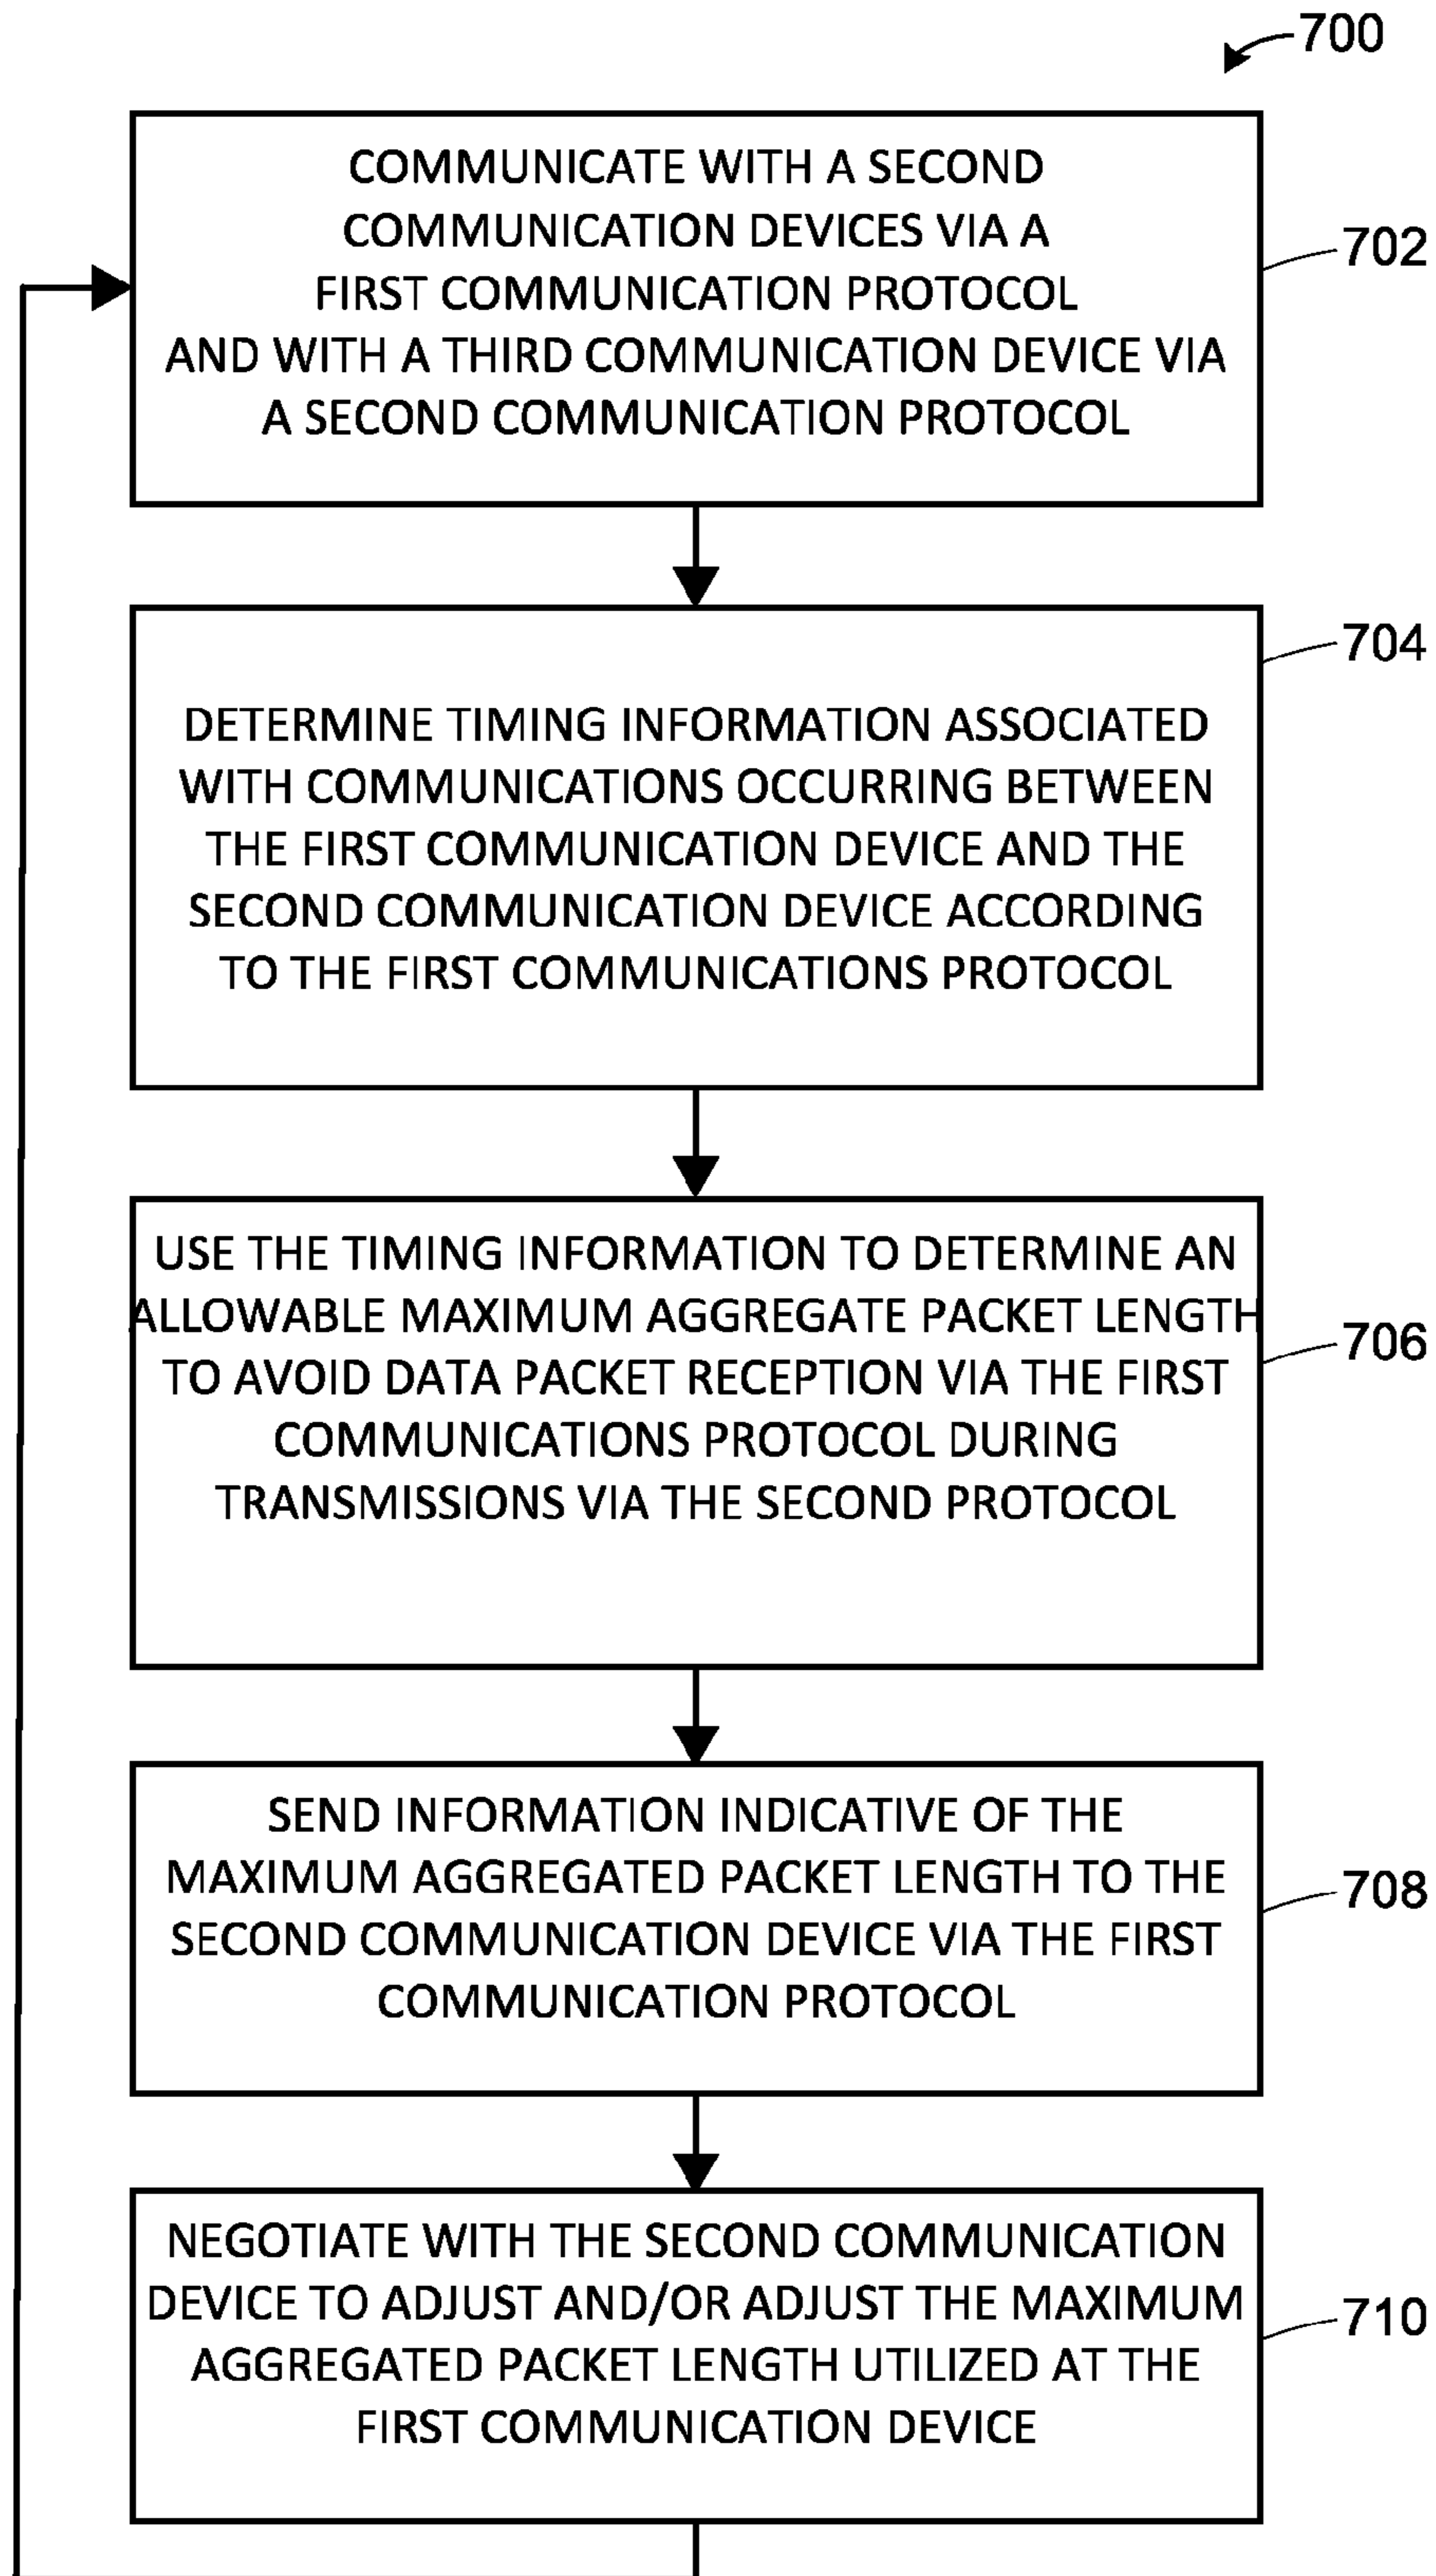 700
COMMUNICATE WITH A SECOND
COMMUNICATION DEVICES VIA A
FIRST COMMUNICATION PROTOCOL
AND WITH A THIRD COMMUNICATION DEVICE VIA
A SECOND COMMUNICATION PROTOCOL
702
DETERMINE TIMING INFORMATION ASSOCIATED
WITH COMMUNICATIONS OCCURRING BETWEEN
THE FIRST COMMUNICATION DEVICE AND THE
SECOND COMMUNICATION DEVICE ACCORDING
TO THE FIRST COMMUNICATIONS PROTOCOL
704
USE THE TIMING INFORMATION TO DETERMINE AN
ALLOWABLE MAXIMUM AGGREGATE PACKET LENGTH
TO AVOID DATA PACKET RECEPTION VIA THE FIRST
COMMUNICATIONS PROTOCOL DURING
TRANSMISSIONS VIA THE SECOND PROTOCOL
706
SEND INFORMATION INDICATIVE OF THE
MAXIMUM AGGREGATED PACKET LENGTH TO THE
SECOND COMMUNICATION DEVICE VIA THE FIRST
COMMUNICATION PROTOCOL
708
NEGOTIATE WITH THE SECOND COMMUNICATION
DEVICE TO ADJUST AND/OR ADJUST THE MAXIMUM
AGGREGATED PACKET LENGTH UTILIZED AT THE
FIRST COMMUNICATION DEVICE
710